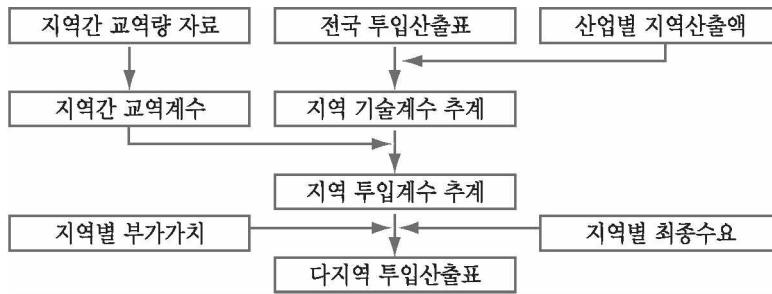 지역간 교역량 자료
전국 투입산출표
산업별 지역산출액
지역간 교역계수
지역 기술계수 추계
지역 투입계수 추계
지역별 부가가치
지역별 최종수요
다지역 투입산출표